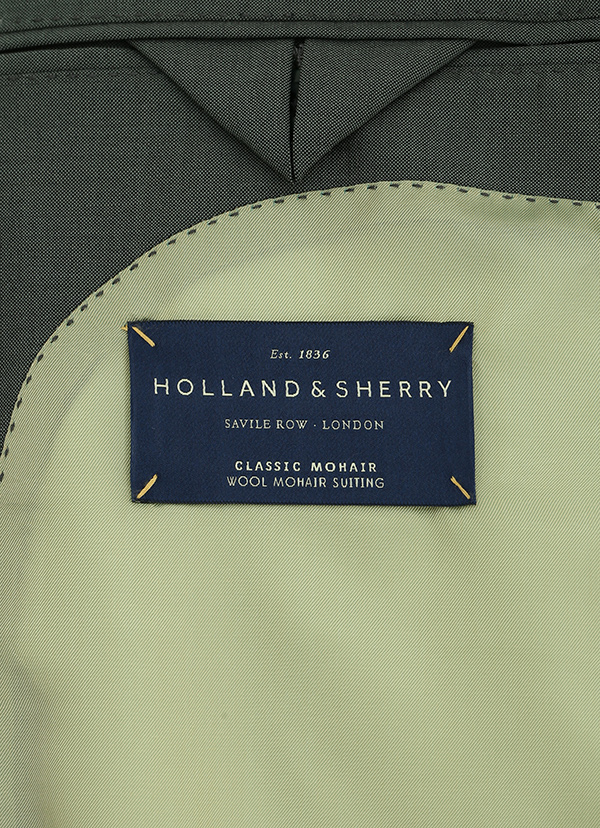 Est. 1836
HOLLAND & SHERRY
SAVILE ROW · LONDON
CLASSIC MOHAIR
WOOL MOHAIR SUITING